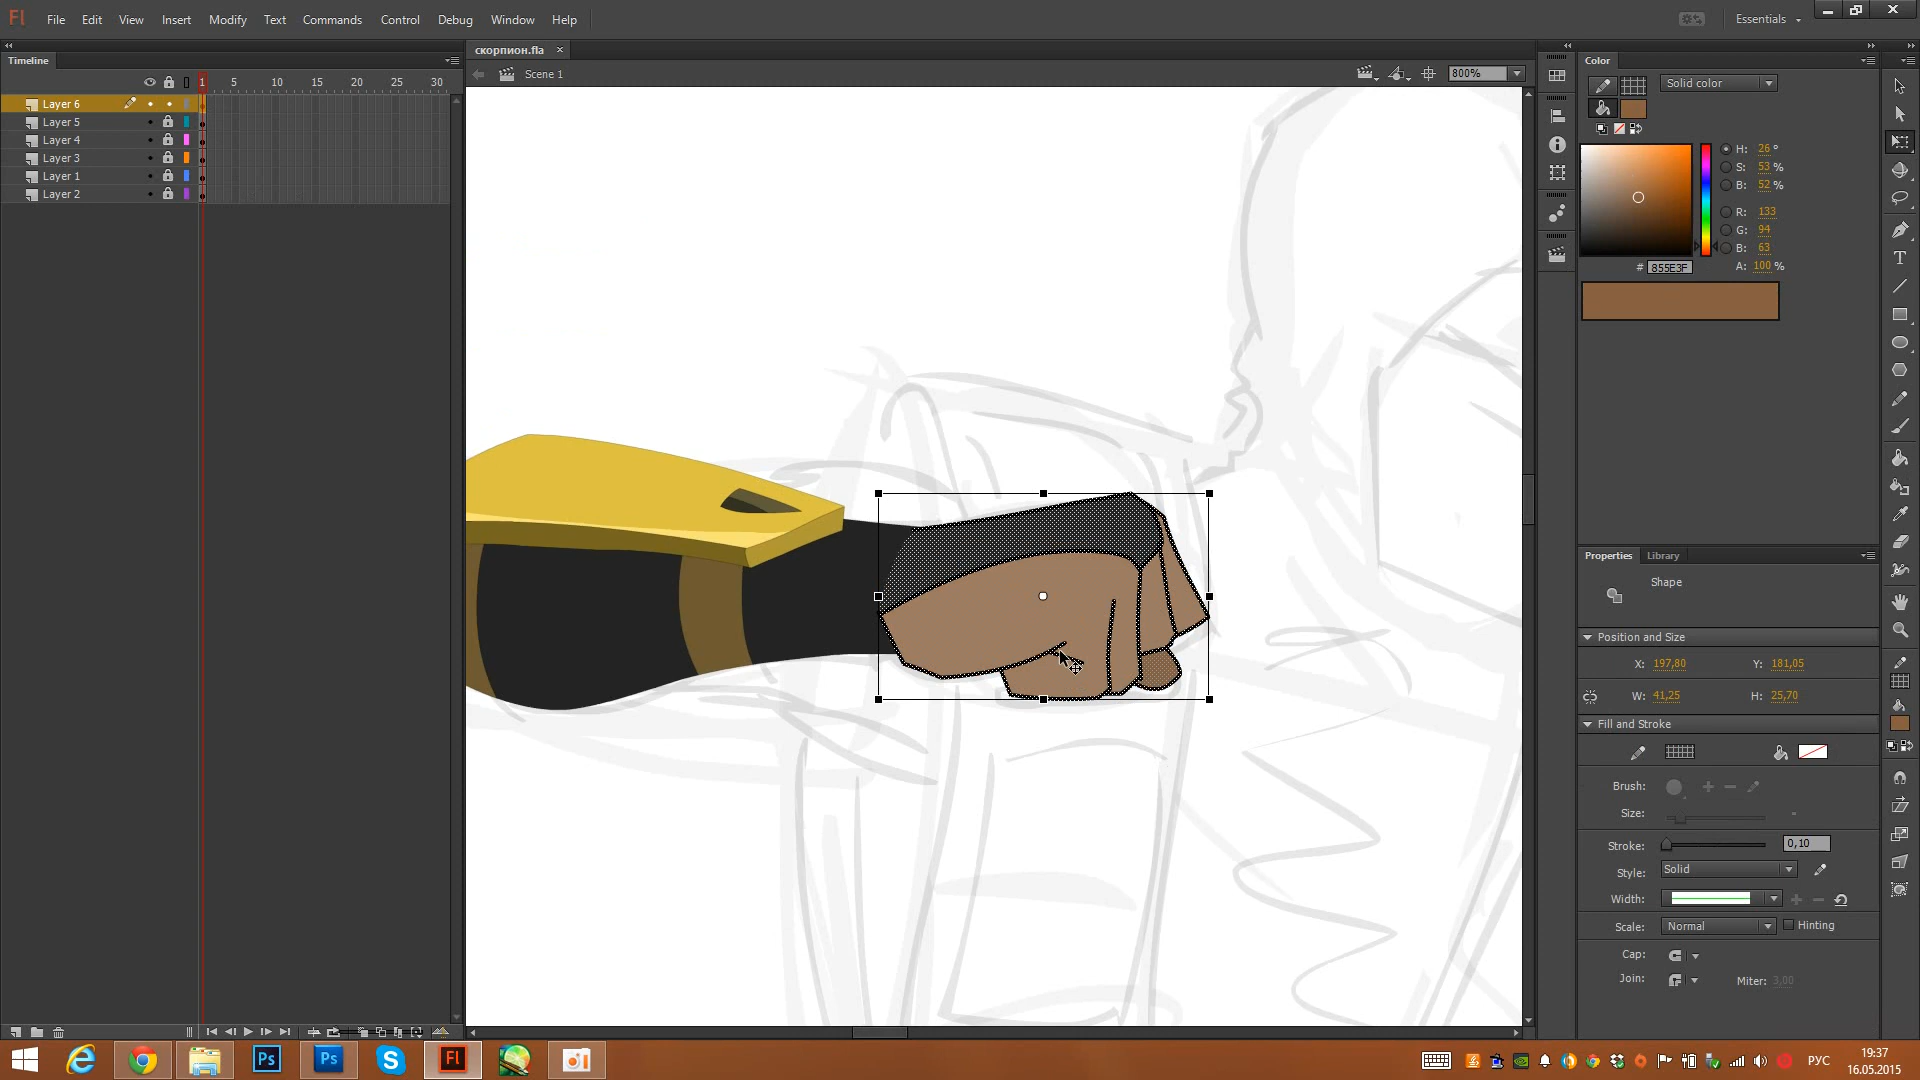 Fl File Edit View Insert Modify Text Commands Control Debug Window Help Essentials
Timeline
1 5 10 15 20 25 30
Layer 6
Layer 5
Layer 4
Layer 3
Layer 1
Layer 2
скорпион.fla
Scene 1
800%
Color
Solid color
H: 26 °
S: 53 %
B: 52 %
R: 133
G: 94
B: 63
# 855E3F A: 100 %
Properties Library
Shape
Position and Size
X: 197,80 Y: 181,05
W: 41,25 H: 25,70
Fill and Stroke
Brush:
Size:
Stroke: 0,10
Style: Solid
Width:
Scale: Normal Hinting
Cap:
Join: Miter: 3,00
T
Ps Ps Fl
РУС
19:37
16.05.2015